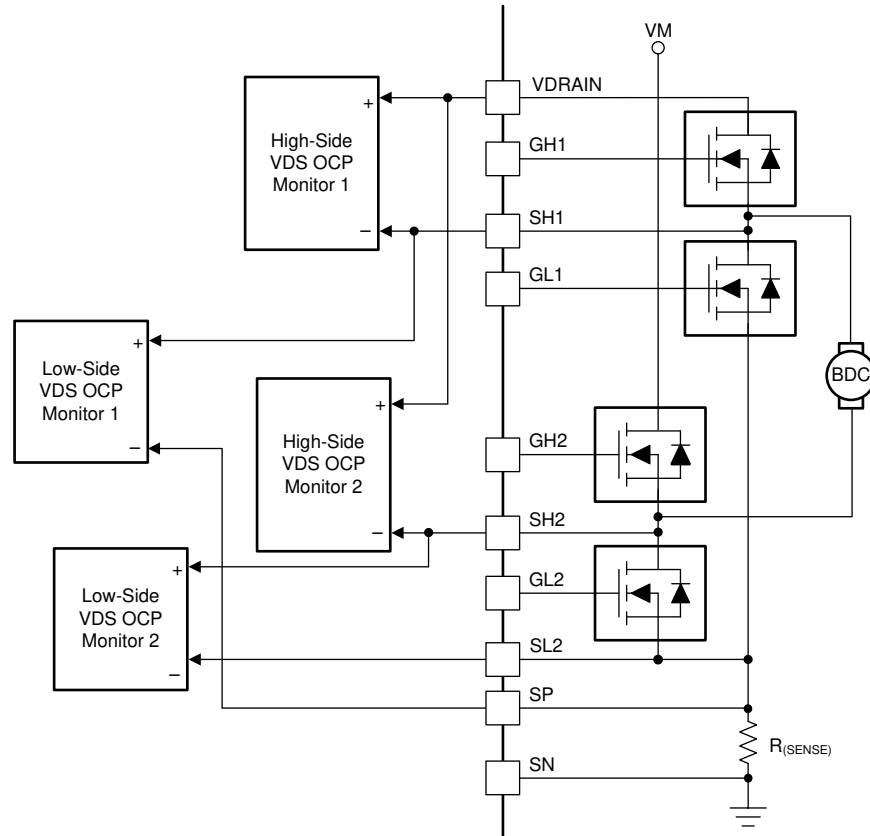 VM
VDRAIN
+
High-Side
VDS OCP
Monitor 1
−
GH1
SH1
GL1
+
Low-Side
VDS OCP
Monitor 1
−
BDC
+
High-Side
VDS OCP
Monitor 2
−
GH2
SH2
+
Low-Side
VDS OCP
Monitor 2
−
GL2
SL2
SP
R(SENSE)
SN